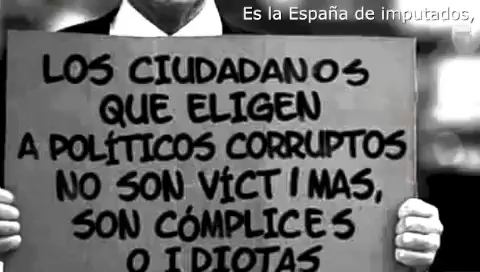 Es la España de imputados,
LOS CIUDADANOS
QUE ELIGEN
A POLÍTICOS CORRUPTOS
NO SON VÍCTIMAS,
SON CÓMPLICES
O IDIOTAS